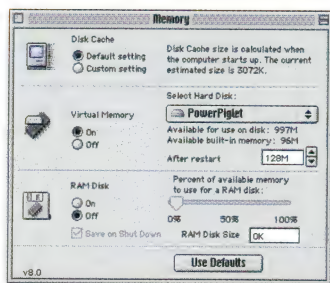 Memory
Disk Cache
Default setting
Custom setting
Disk Cache size is calculated when
the computer starts up. The current
estimated size is 3072K.
Virtual Memory
On
Off
Select Hard Disk:
PowerPiglet
Available for use on disk: 997M
Available built-in memory: 96M
After restart 128M
RAM Disk
On
Off
Save on Shut Down
Percent of available memory
to use for a RAM disk:
0% 50% 100%
RAM Disk Size 0K
Use Defaults
v8.0